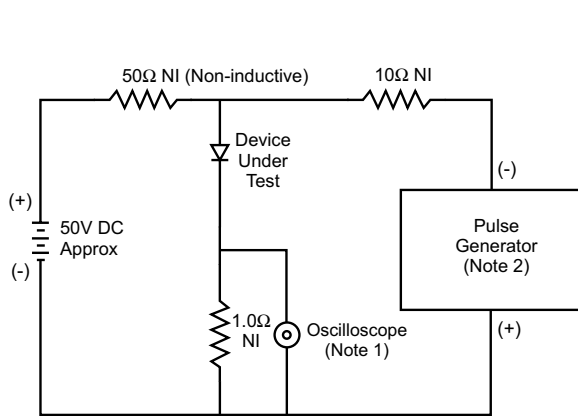 50Ω NI (Non-inductive)
10Ω NI
Device
Under
Test
(-)
(+)
50V DC
Approx
(-)
Pulse
Generator
(Note 2)
1.0Ω
NI
Oscilloscope
(Note 1)
(+)